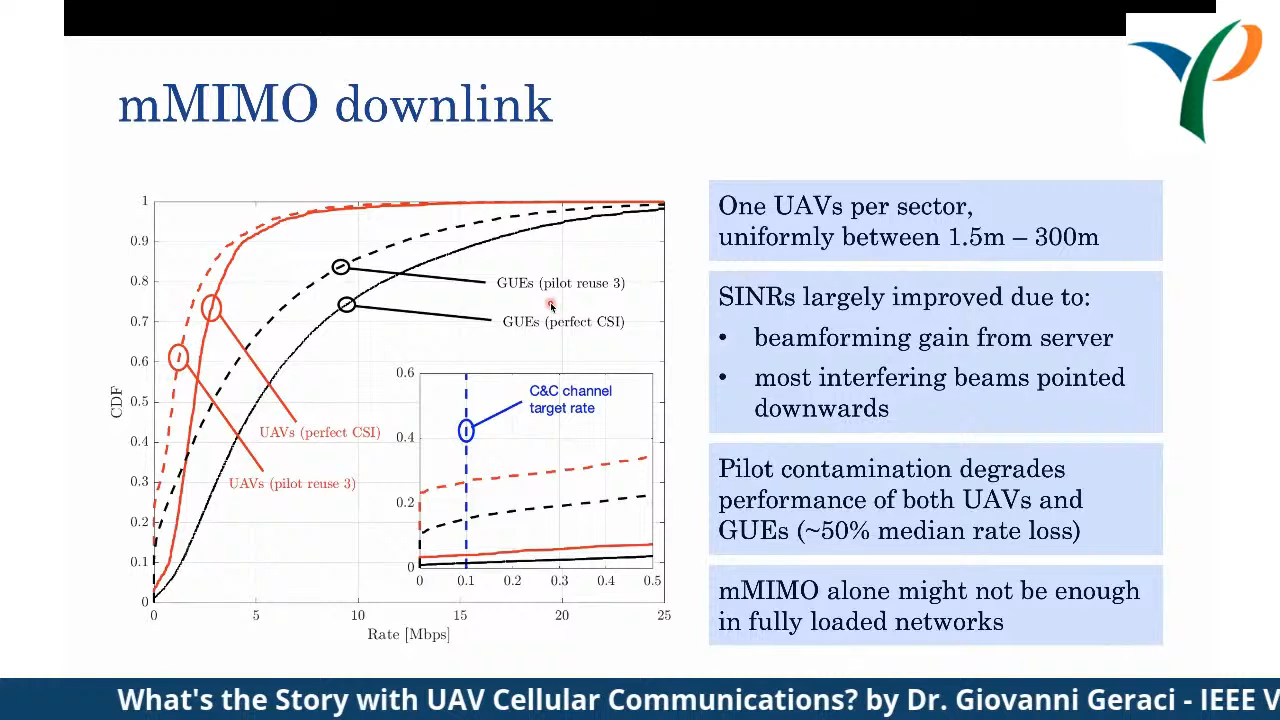 mMIMO downlink
1
0.9
0.8
0.7
0.6
0.5
0.4
0.3
0.2
0.1
0
CDF
0 5 10 15 20 25
Rate [Mbps]
GUEs (pilot reuse 3)
GUEs (perfect CSI)
UAVs (perfect CSI)
UAVs (pilot reuse 3)
0.6
0.4
0.2
0
0 0.1 0.2 0.3 0.4 0.5
C&C channel
target rate
One UAVs per sector,
uniformly between 1.5m – 300m
SINRs largely improved due to:
• beamforming gain from server
• most interfering beams pointed
downwards
Pilot contamination degrades
performance of both UAVs and
GUEs (~50% median rate loss)
mMIMO alone might not be enough
in fully loaded networks
What's the Story with UAV Cellular Communications? by Dr. Giovanni Geraci - IEEE V